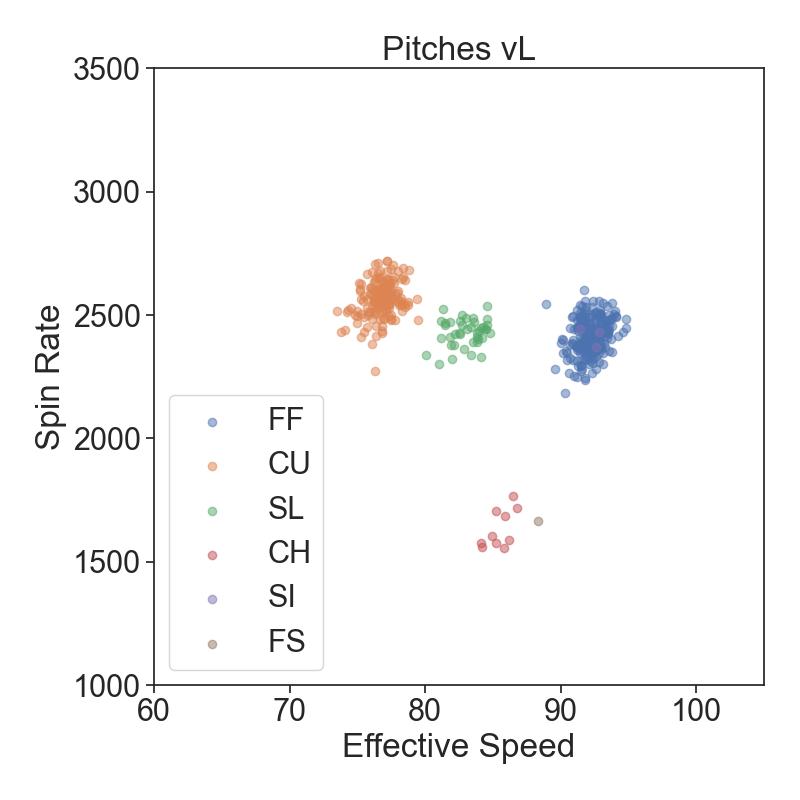 Pitches vL
3500
3000
2500
2000
1500
1000
Spin Rate
FF
CU
SL
CH
SI
FS
60 70 80 90 100
Effective Speed